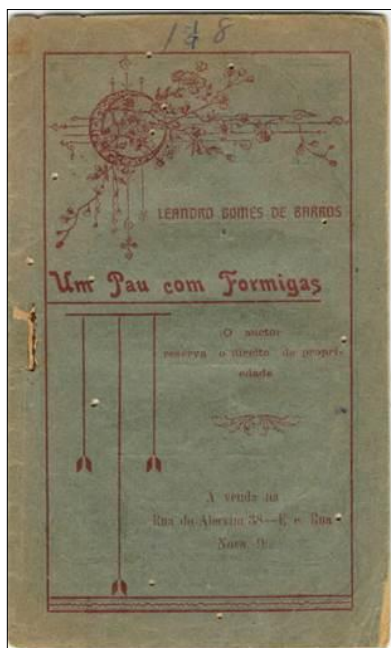 148
LEANDRO GOMES DE BARROS
Um Pau com Formigas
O auctor
reserva o direito de propri-
edade
A venda na
Rua do Alecrim 38—E e Rua
Nova, 9